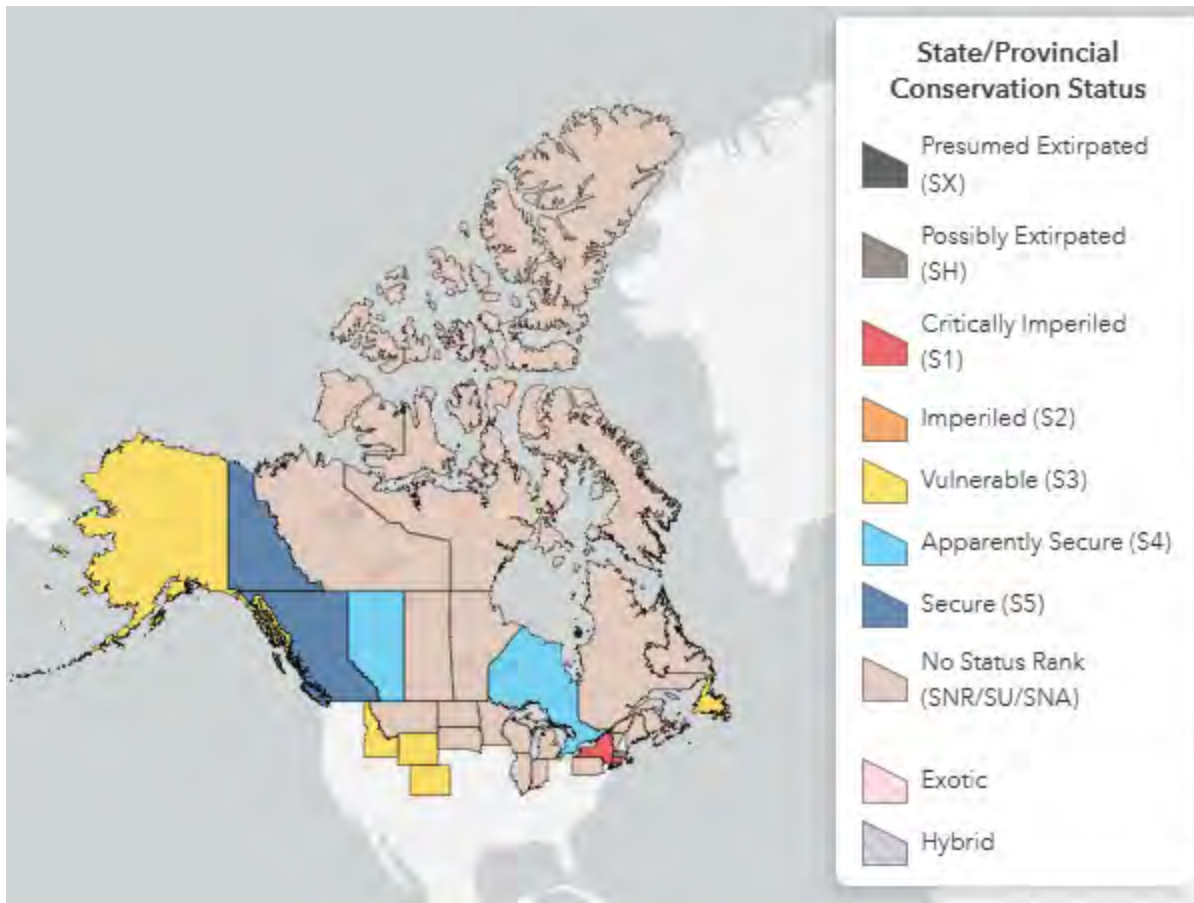 State/Provincial
Conservation Status
Presumed Extirpated
(SX)
Possibly Extirpated
(SH)
Critically Imperiled
(S1)
Imperiled (S2)
Vulnerable (S3)
Apparently Secure (S4)
Secure (S5)
No Status Rank
(SNR/SU/SNA)
Exotic
Hybrid